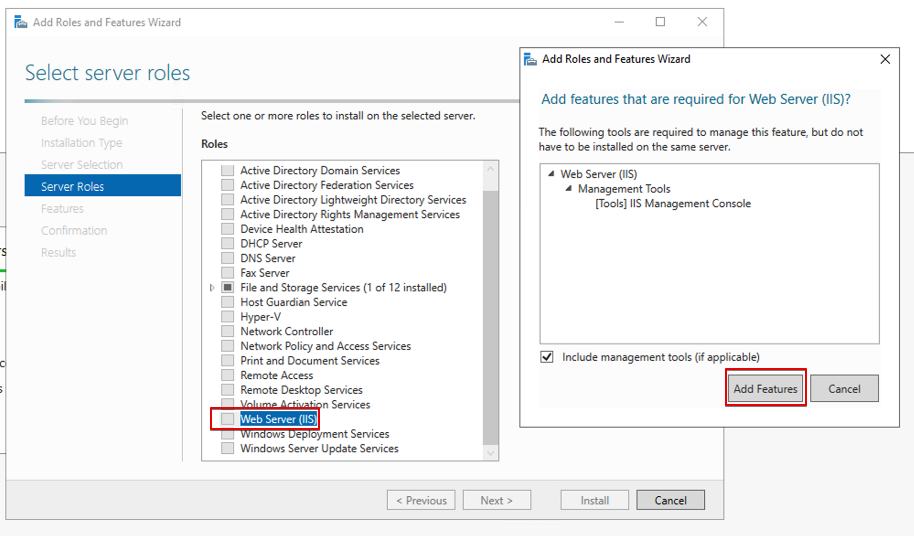 Add Roles and Features Wizard
Select server roles
Before You Begin
Installation Type
Server Selection
Server Roles
Features
Confirmation
Results
Select one or more roles to install on the selected server.
Roles
Active Directory Domain Services
Active Directory Federation Services
Active Directory Lightweight Directory Services
Active Directory Rights Management Services
Device Health Attestation
DHCP Server
DNS Server
Fax Server
File and Storage Services (1 of 12 installed)
Host Guardian Service
Hyper-V
Network Controller
Network Policy and Access Services
Print and Document Services
Remote Access
Remote Desktop Services
Volume Activation Services
Web Server (IIS)
Windows Deployment Services
Windows Server Update Services
< Previous
Next >
Install
Cancel
Add Roles and Features Wizard
Add features that are required for Web Server (IIS)?
The following tools are required to manage this feature, but do not
have to be installed on the same server.
Web Server (IIS)
Management Tools
[Tools] IIS Management Console
Include management tools (if applicable)
Add Features
Cancel